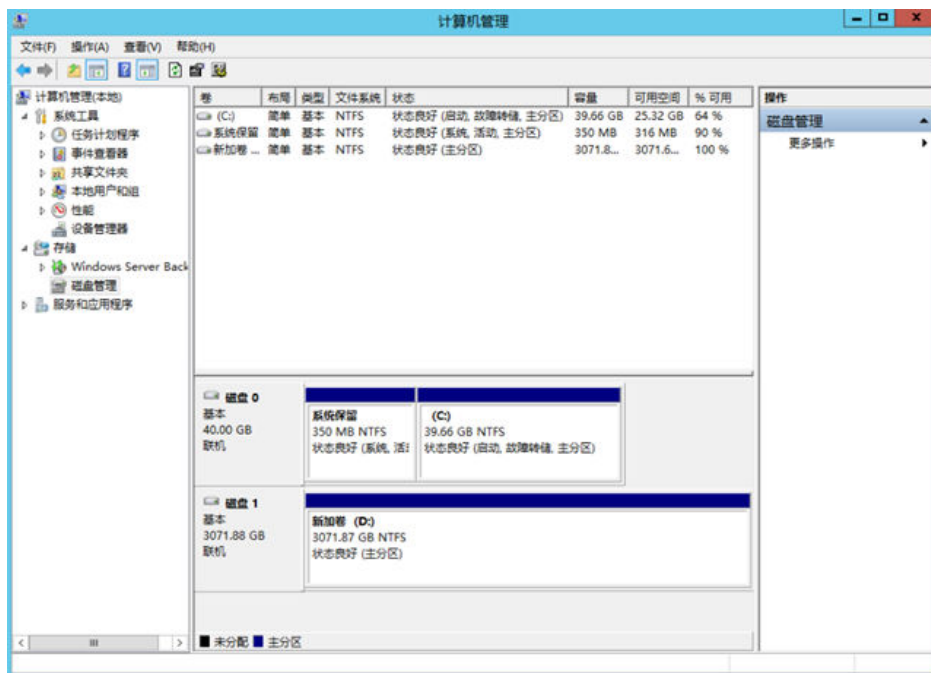 计算机管理
文件(F) 操作(A) 查看(V) 帮助(H)
计算机管理(本地)
系统工具
任务计划程序
事件查看器
共享文件夹
本地用户和组
性能
设备管理器
存储
Windows Server Back
磁盘管理
服务和应用程序
卷 布局 类型 文件系统 状态 容量 可用空间 % 可用
(C:) 简单 基本 NTFS 状态良好 (启动, 故障转储, 主分区) 39.66 GB 25.32 GB 64 %
系统保留 简单 基本 NTFS 状态良好 (系统, 活动, 主分区) 350 MB 316 MB 90 %
新加卷 ... 简单 基本 NTFS 状态良好 (主分区) 3071.8... 3071.6... 100 %
操作
磁盘管理
更多操作
磁盘 0
基本
40.00 GB
联机
系统保留
350 MB NTFS
状态良好 (系统, 活
(C:)
39.66 GB NTFS
状态良好 (启动, 故障转储, 主分区)
磁盘 1
基本
3071.88 GB
联机
新加卷 (D:)
3071.87 GB NTFS
状态良好 (主分区)
未分配 主分区